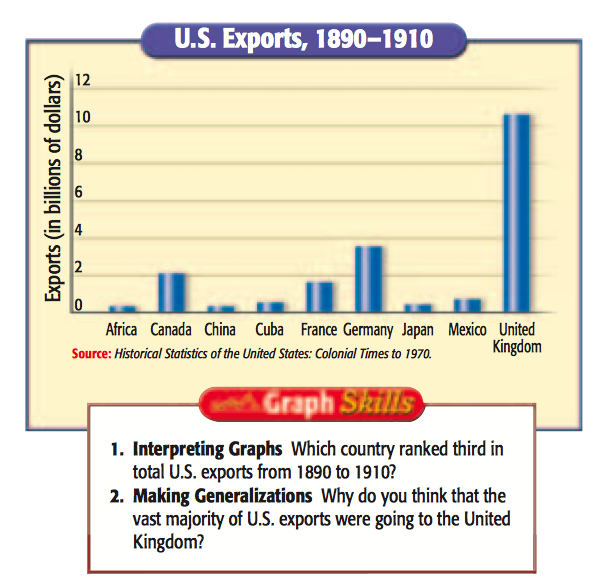 U.S. Exports, 1890–1910
Exports (in billions of dollars)
12
10
8
6
4
2
0
Africa Canada China Cuba France Germany Japan Mexico United
Kingdom
Source: Historical Statistics of the United States: Colonial Times to 1970.
Graph Skills
1. Interpreting Graphs Which country ranked third in
total U.S. exports from 1890 to 1910?
2. Making Generalizations Why do you think that the
vast majority of U.S. exports were going to the United
Kingdom?